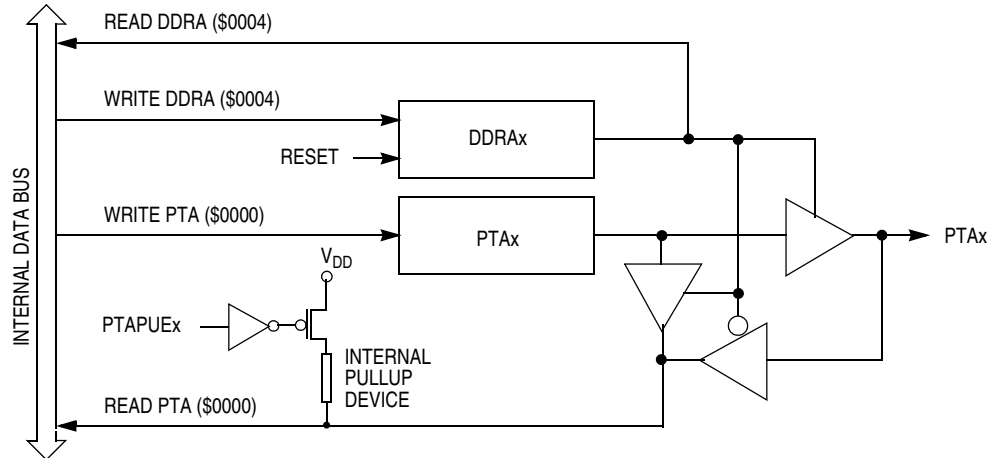 READ DDRA ($0004)
WRITE DDRA ($0004)
DDRAx
RESET
INTERNAL DATA BUS
WRITE PTA ($0000)
PTAx
PTAx
VDD
PTAPUEx
INTERNAL
PULLUP
DEVICE
READ PTA ($0000)